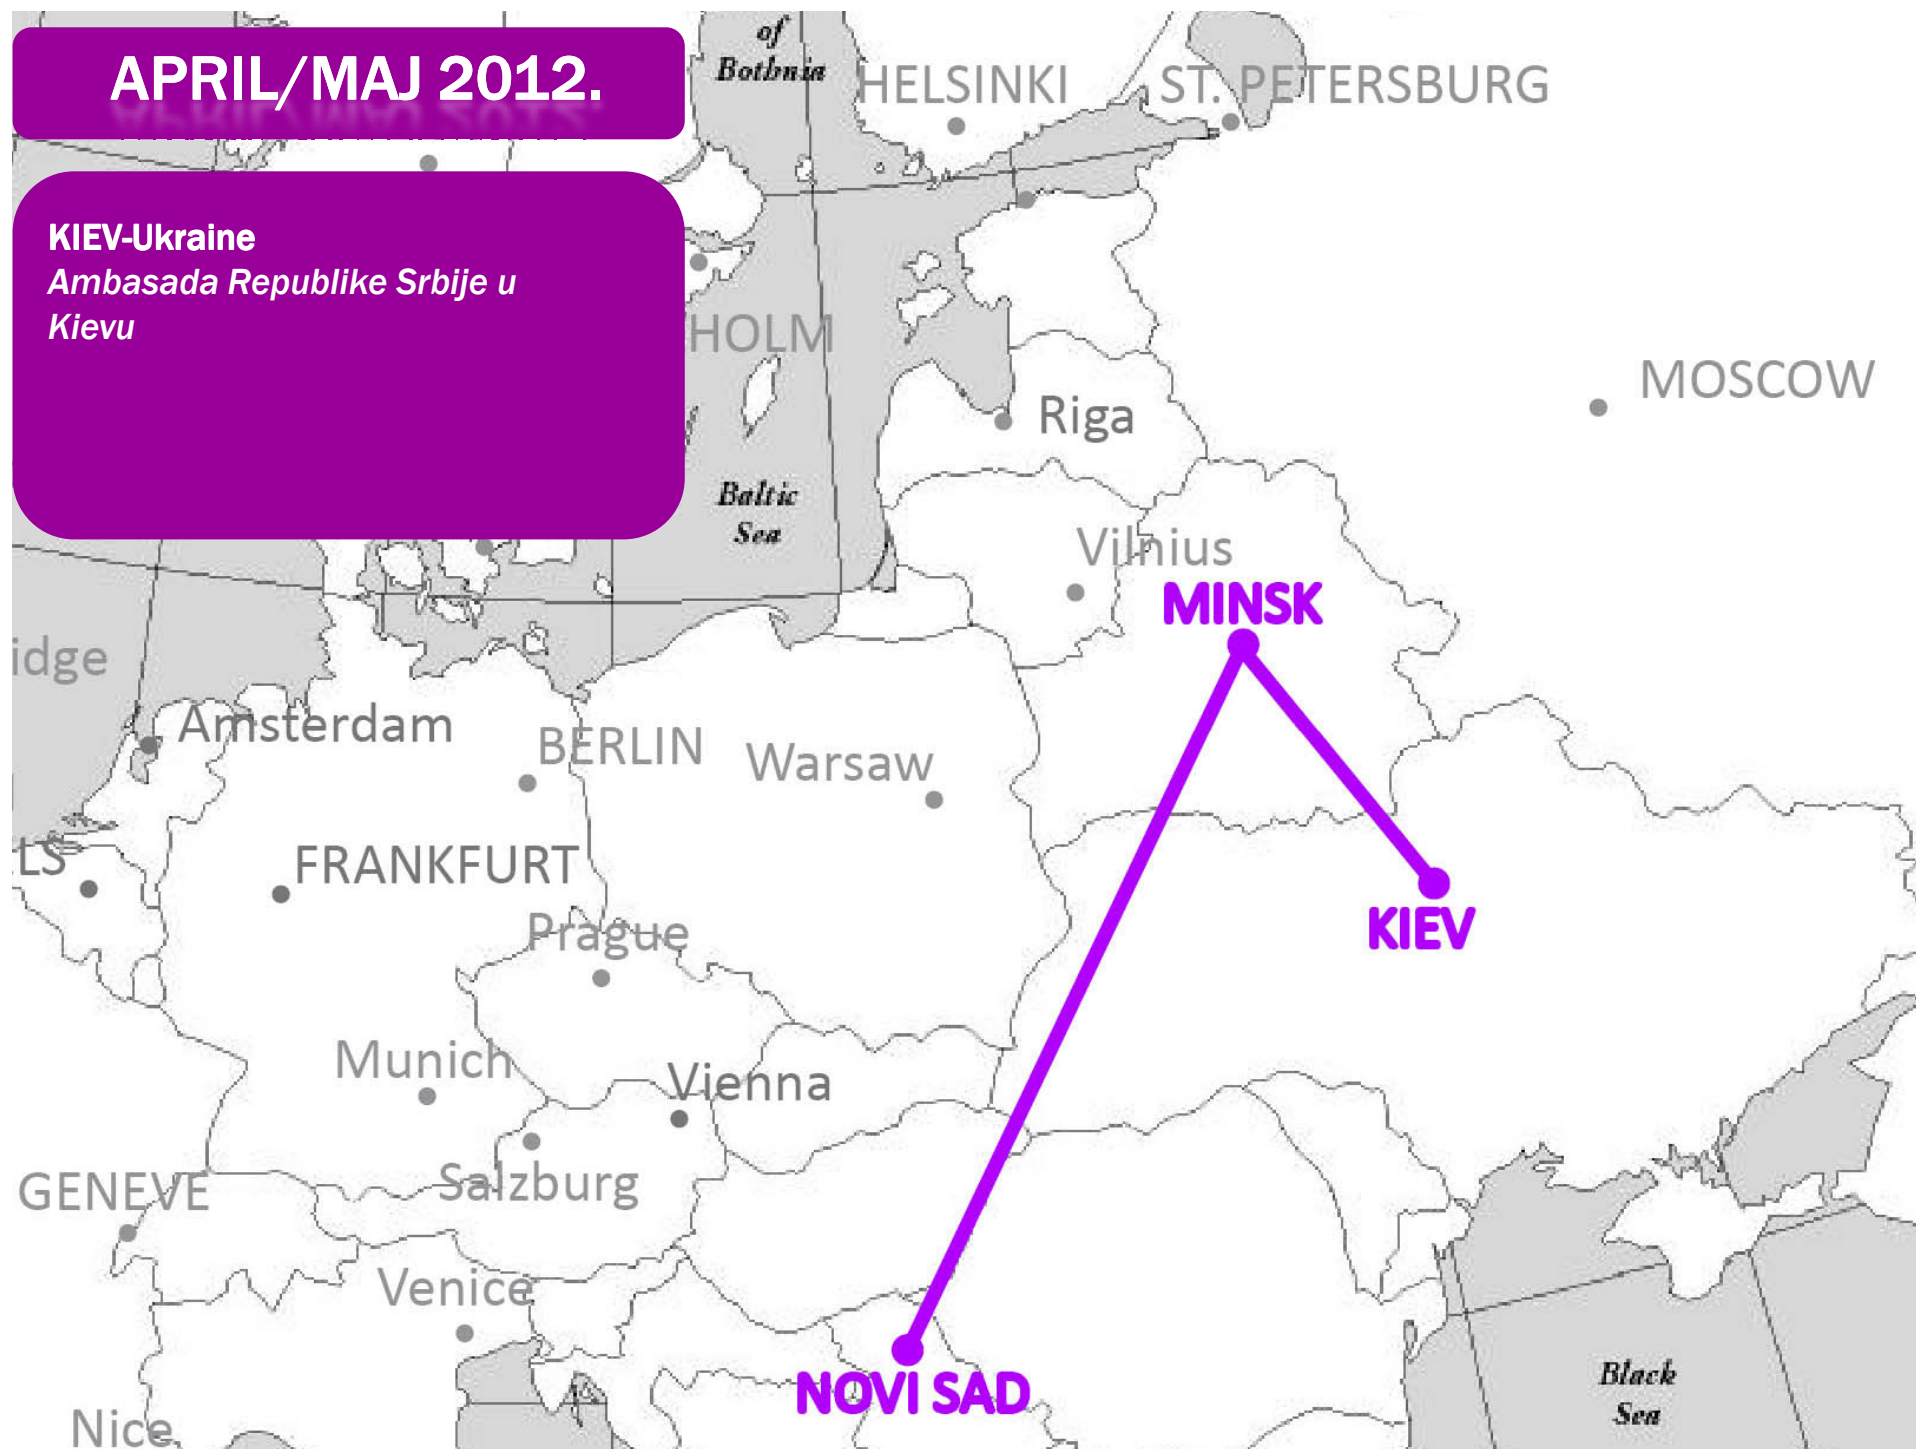 APRIL/MAJ 2012.
KIEV-Ukraine
Ambasada Republike Srbije u
Kievu
of
Bothnia
HELSINKI
ST. PETERSBURG
HOLM
MOSCOW
Riga
Baltic
Sea
Vilnius
MINSK
idge
Amsterdam
BERLIN
Warsaw
LS
FRANKFURT
KIEV
Prague
Munich
Vienna
GENEVE
Salzburg
Venice
NOVI SAD
Black
Sea
Nice